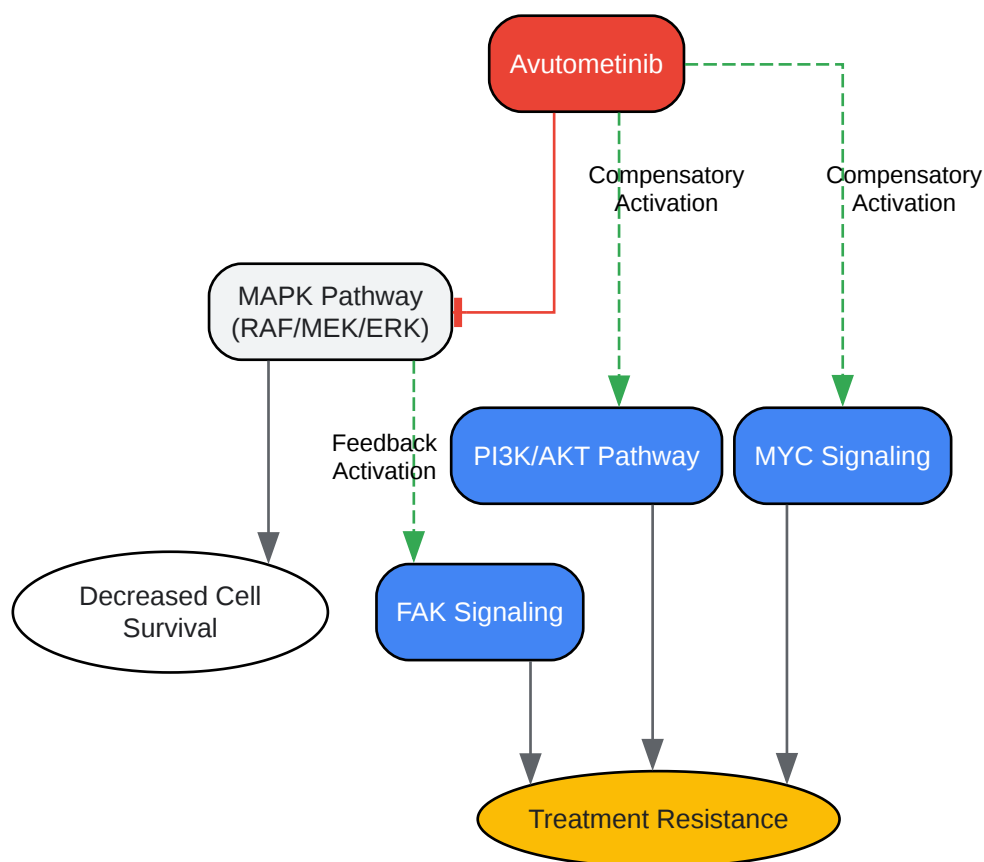 Avutometinib
Compensatory
Activation
Compensatory
Activation
MAPK Pathway
(RAF/MEK/ERK)
Feedback
Activation
PI3K/AKT Pathway
MYC Signaling
Decreased Cell
Survival
FAK Signaling
Treatment Resistance